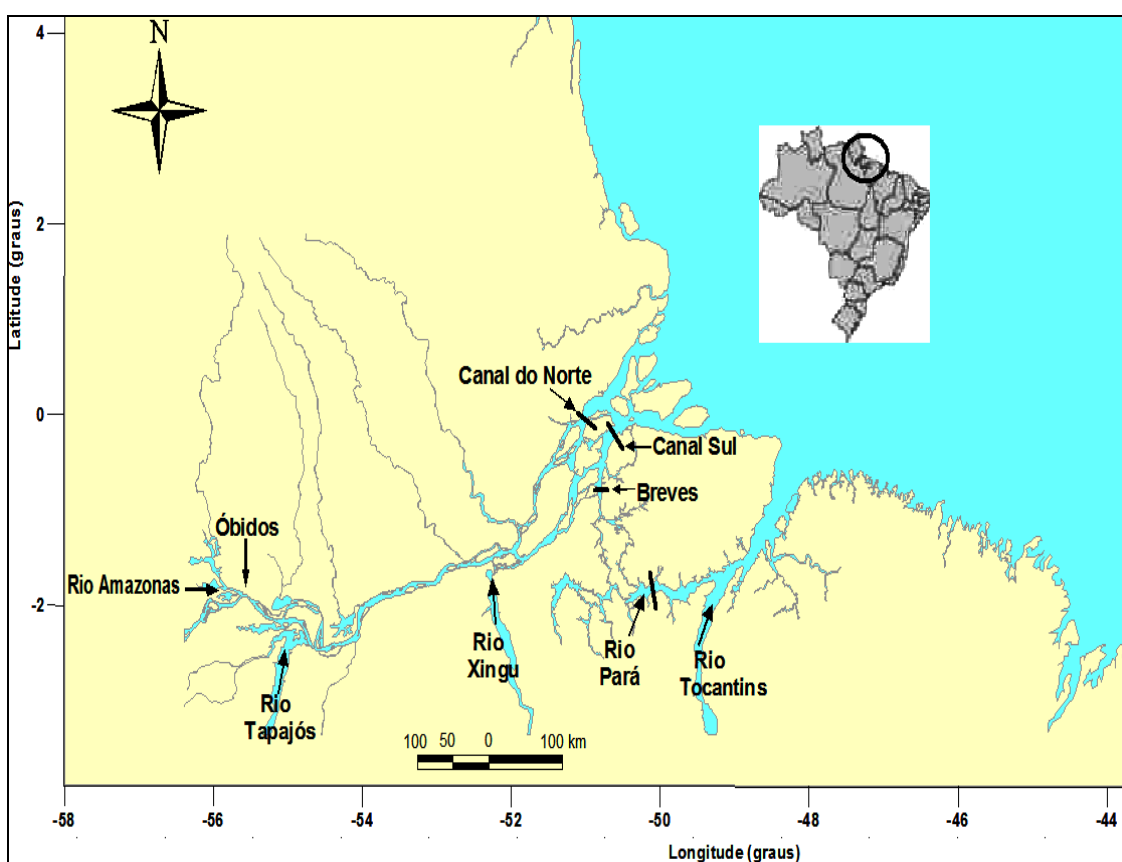 N
4
2
0
-2
Latitude (graus)
Canal do Norte
Canal Sul
Breves
Óbidos
Rio Amazonas
Rio
Tapajós
Rio
Xingu
Rio
Pará
Rio
Tocantins
100 50 0 100 km
-58 -56 -54 -52 -50 -48 -46 -44
Longitude (graus)